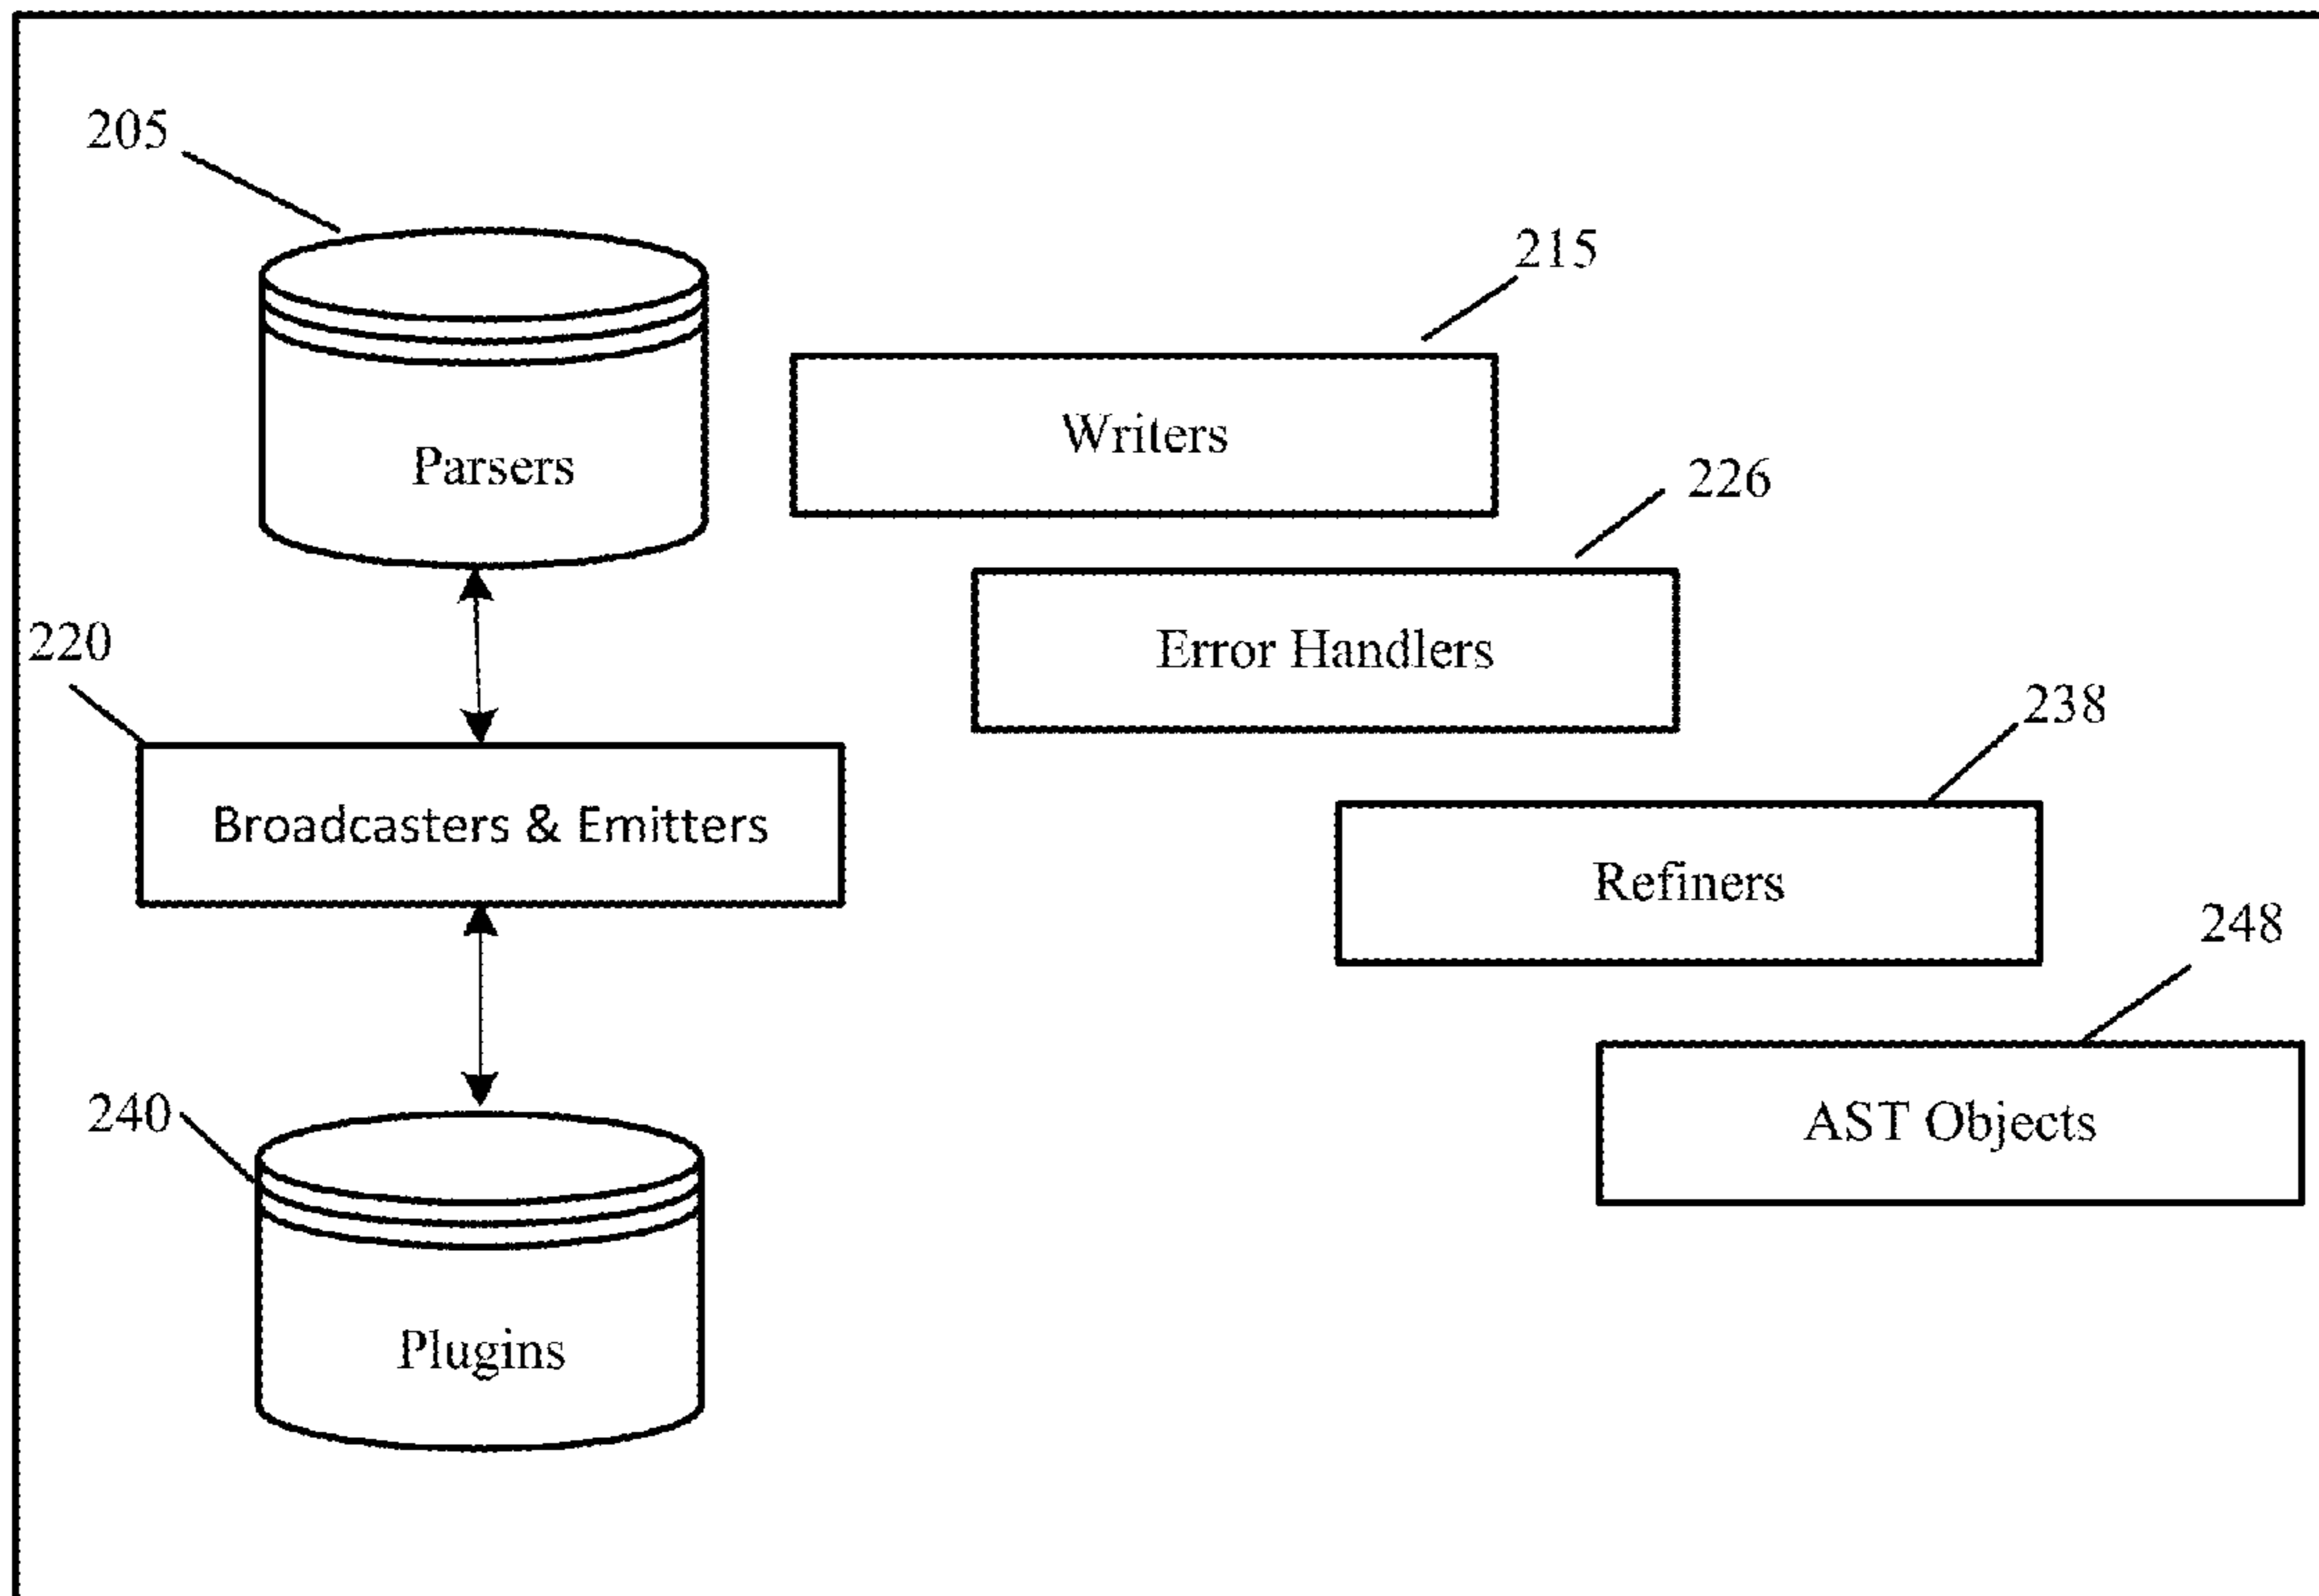 205
215
Writers
Parsers
226
220
Error Handlers
238
Broadcasters & Emitters
Refiners
248
240
AST Objects
Plugins